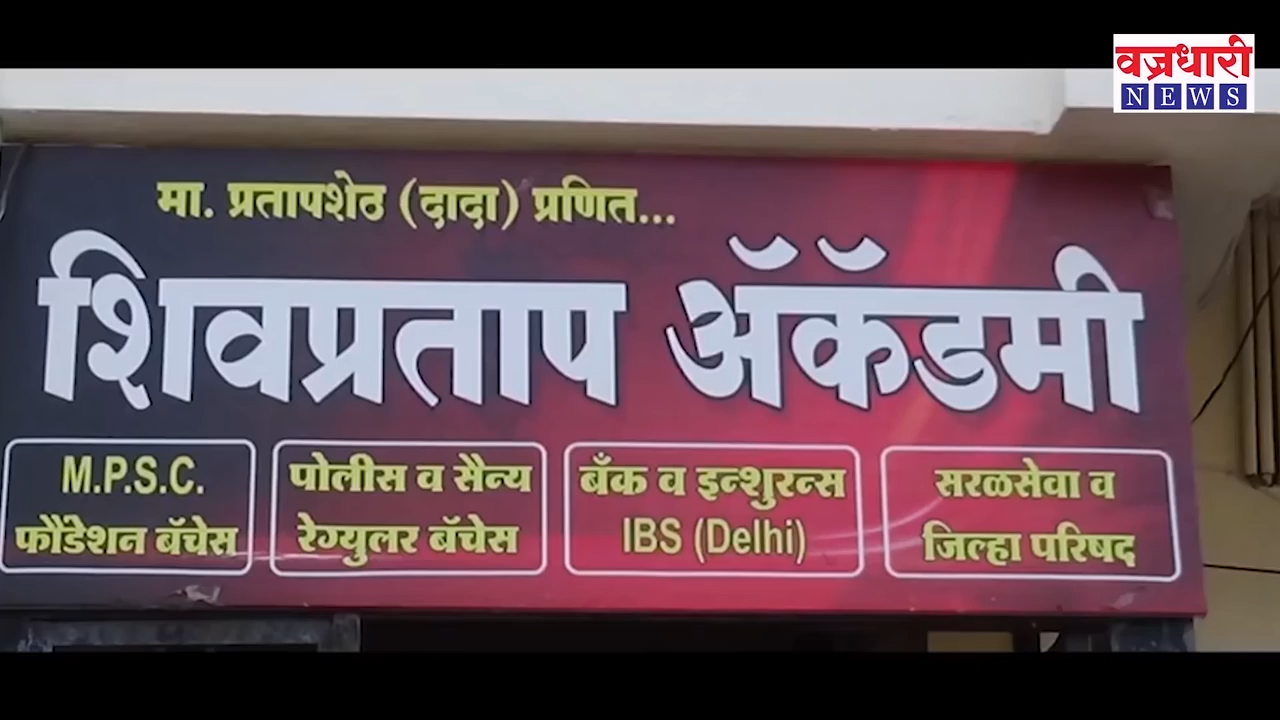 वज्रधारी
NEWS
मा. प्रतापशेठ (दादा) प्रणित...
शिवप्रताप ॲकॅडमी
M.P.S.C.
फौंडेशन बॅचेस
पोलीस व सैन्य
रेग्युलर बॅचेस
बँक व इन्शुरन्स
IBS (Delhi)
सरळसेवा व
जिल्हा परिषद